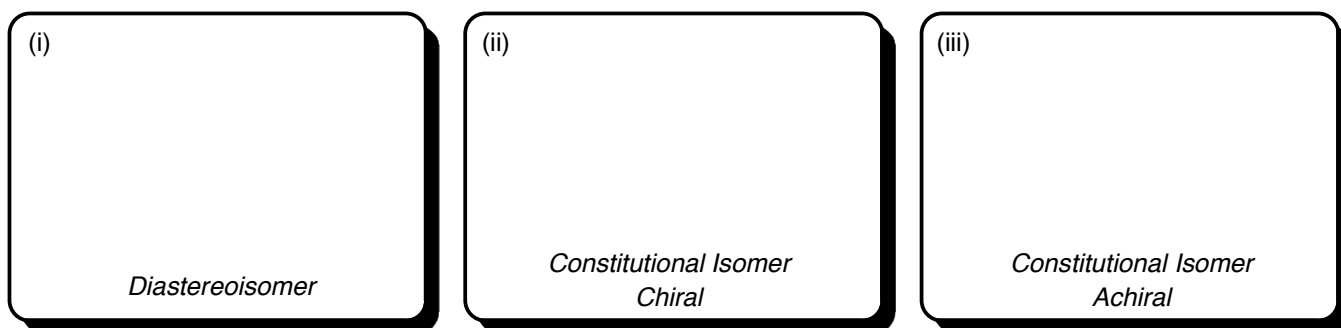 (i)
Diastereoisomer
(ii)
Constitutional Isomer
Chiral
(iii)
Constitutional Isomer
Achiral